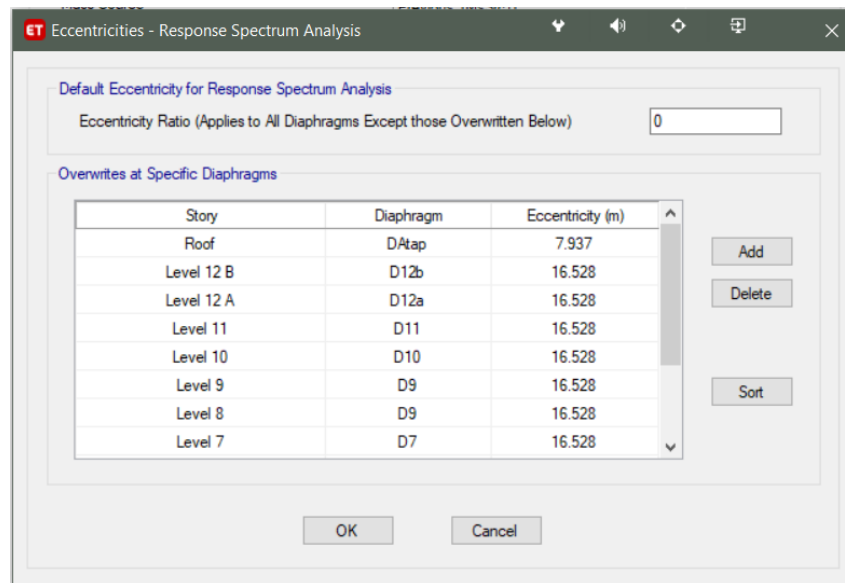 ET Eccentricities - Response Spectrum Analysis
Default Eccentricity for Response Spectrum Analysis
Eccentricity Ratio (Applies to All Diaphragms Except those Overwritten Below) 0
Overwrites at Specific Diaphragms
Story Diaphragm Eccentricity (m)
Roof DAtap 7.937
Level 12 B D12b 16.528
Level 12 A D12a 16.528
Level 11 D11 16.528
Level 10 D10 16.528
Level 9 D9 16.528
Level 8 D9 16.528
Level 7 D7 16.528
Add
Delete
Sort
OK Cancel